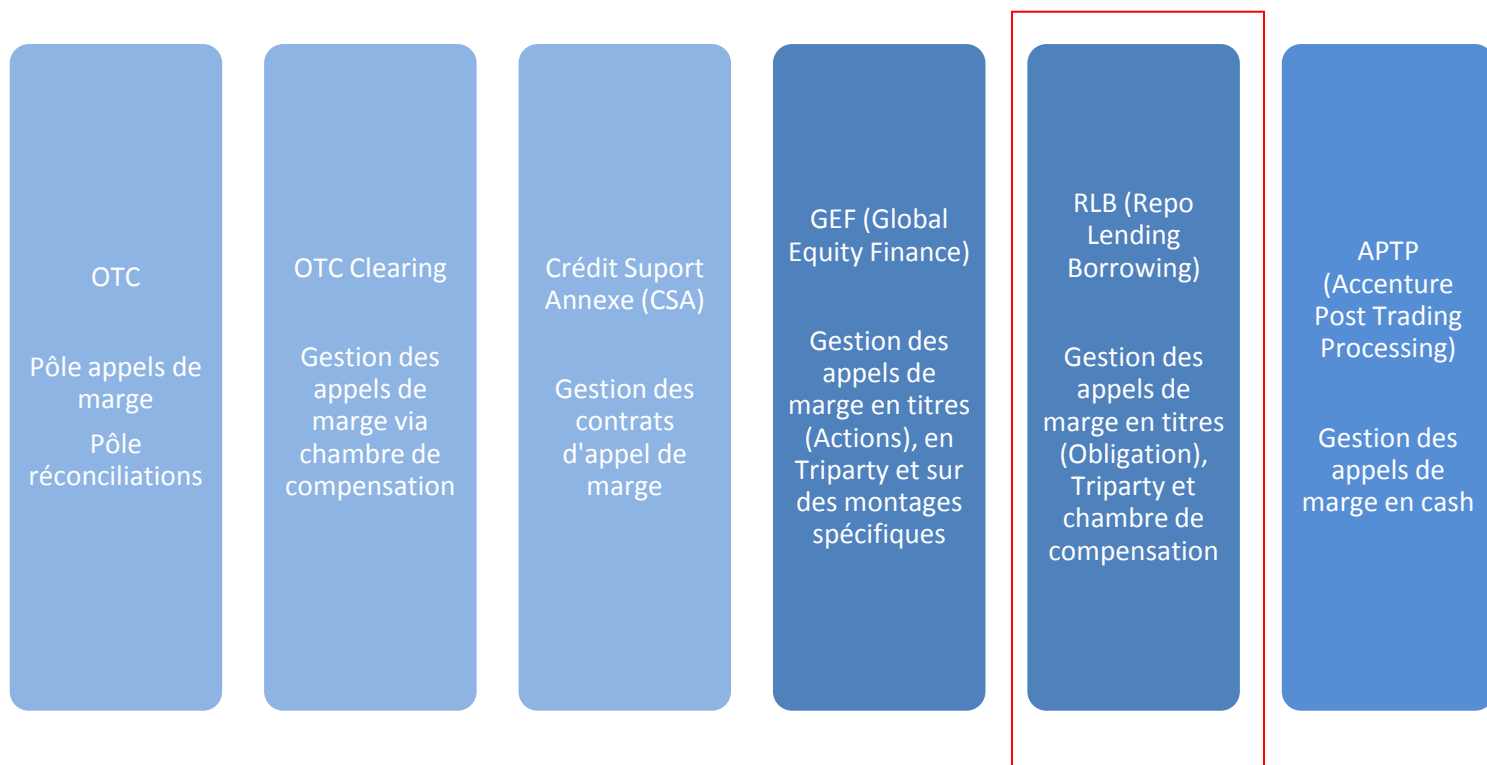 OTC
Pôle appels de
marge
Pôle
réconciliations
OTC Clearing
Gestion des
appels de
marge via
chambre de
compensation
Crédit Suport
Annexe (CSA)
Gestion des
contrats
d'appel de
marge
GEF (Global
Equity Finance)
Gestion des
appels de
marge en titres
(Actions), en
Triparty et sur
des montages
spécifiques
RLB (Repo
Lending
Borrowing)
Gestion des
appels de
marge en titres
(Obligation),
Triparty et
chambre de
compensation
APTP
(Accenture
Post Trading
Processing)
Gestion des
appels de
marge en cash